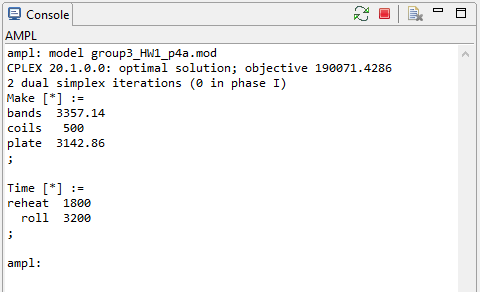 Console
AMPL
ampl: model group3_HW1_p4a.mod
CPLEX 20.1.0.0: optimal solution; objective 190071.4286
2 dual simplex iterations (0 in phase I)
Make [*] :=
bands  3357.14
coils   500
plate  3142.86
;

Time [*] :=
reheat  1800
  roll  3200
;

ampl: